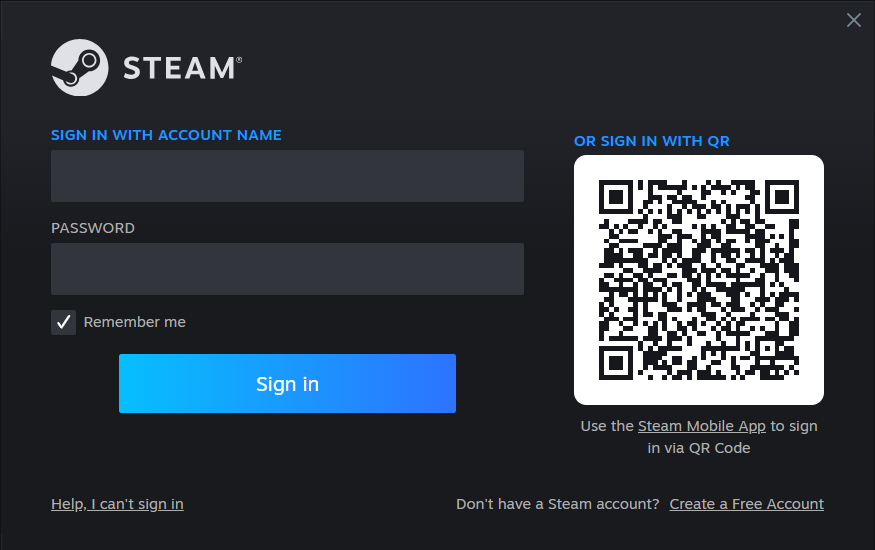 STEAM®
SIGN IN WITH ACCOUNT NAME
PASSWORD
Remember me
Sign in
OR SIGN IN WITH QR
Use the Steam Mobile App to sign
in via QR Code
Help, I can't sign in
Don't have a Steam account? Create a Free Account